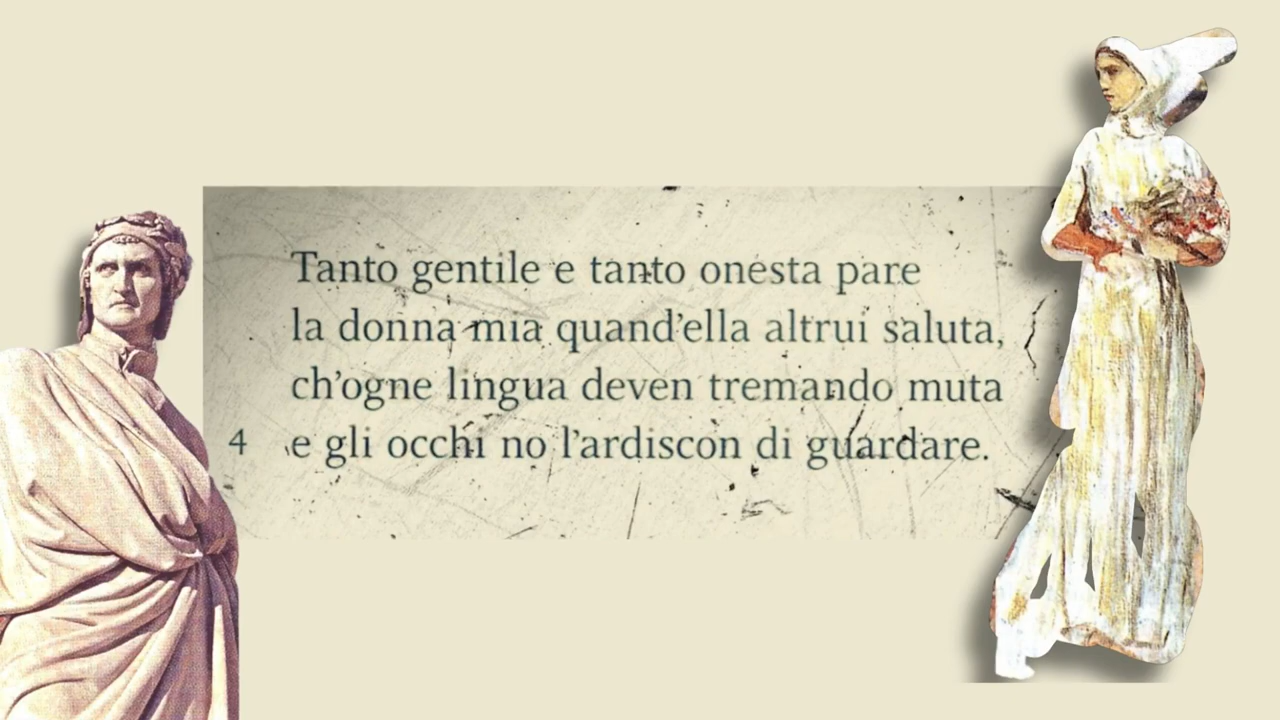 Tanto gentile e tanto onesta pare
la donna mia quand'ella altrui saluta,
ch'ogne lingua deven tremando muta
4 e gli occhi no l'ardiscon di guardare.